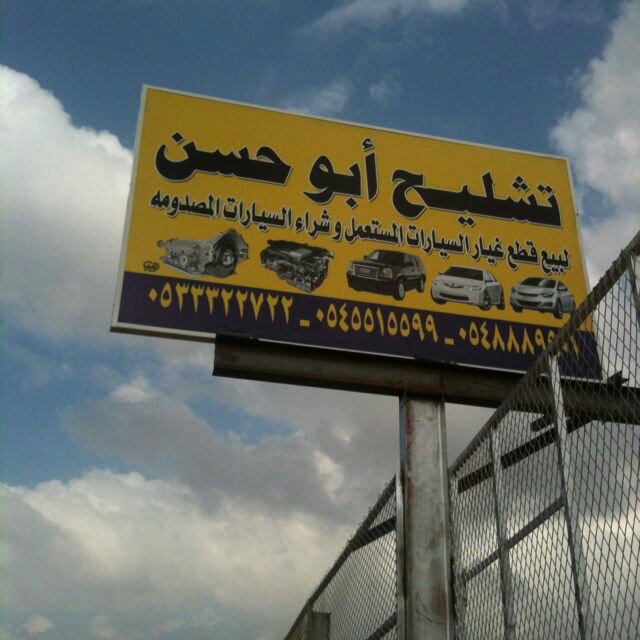 تشليح أبو حسن
لبيع قطع غيار السيارات المستعمل وشراء السيارات المصدومه
٠٥٣٣٣٢٢٧٢٢ - ٠٥٤٥٥١٥٥٩٩ -